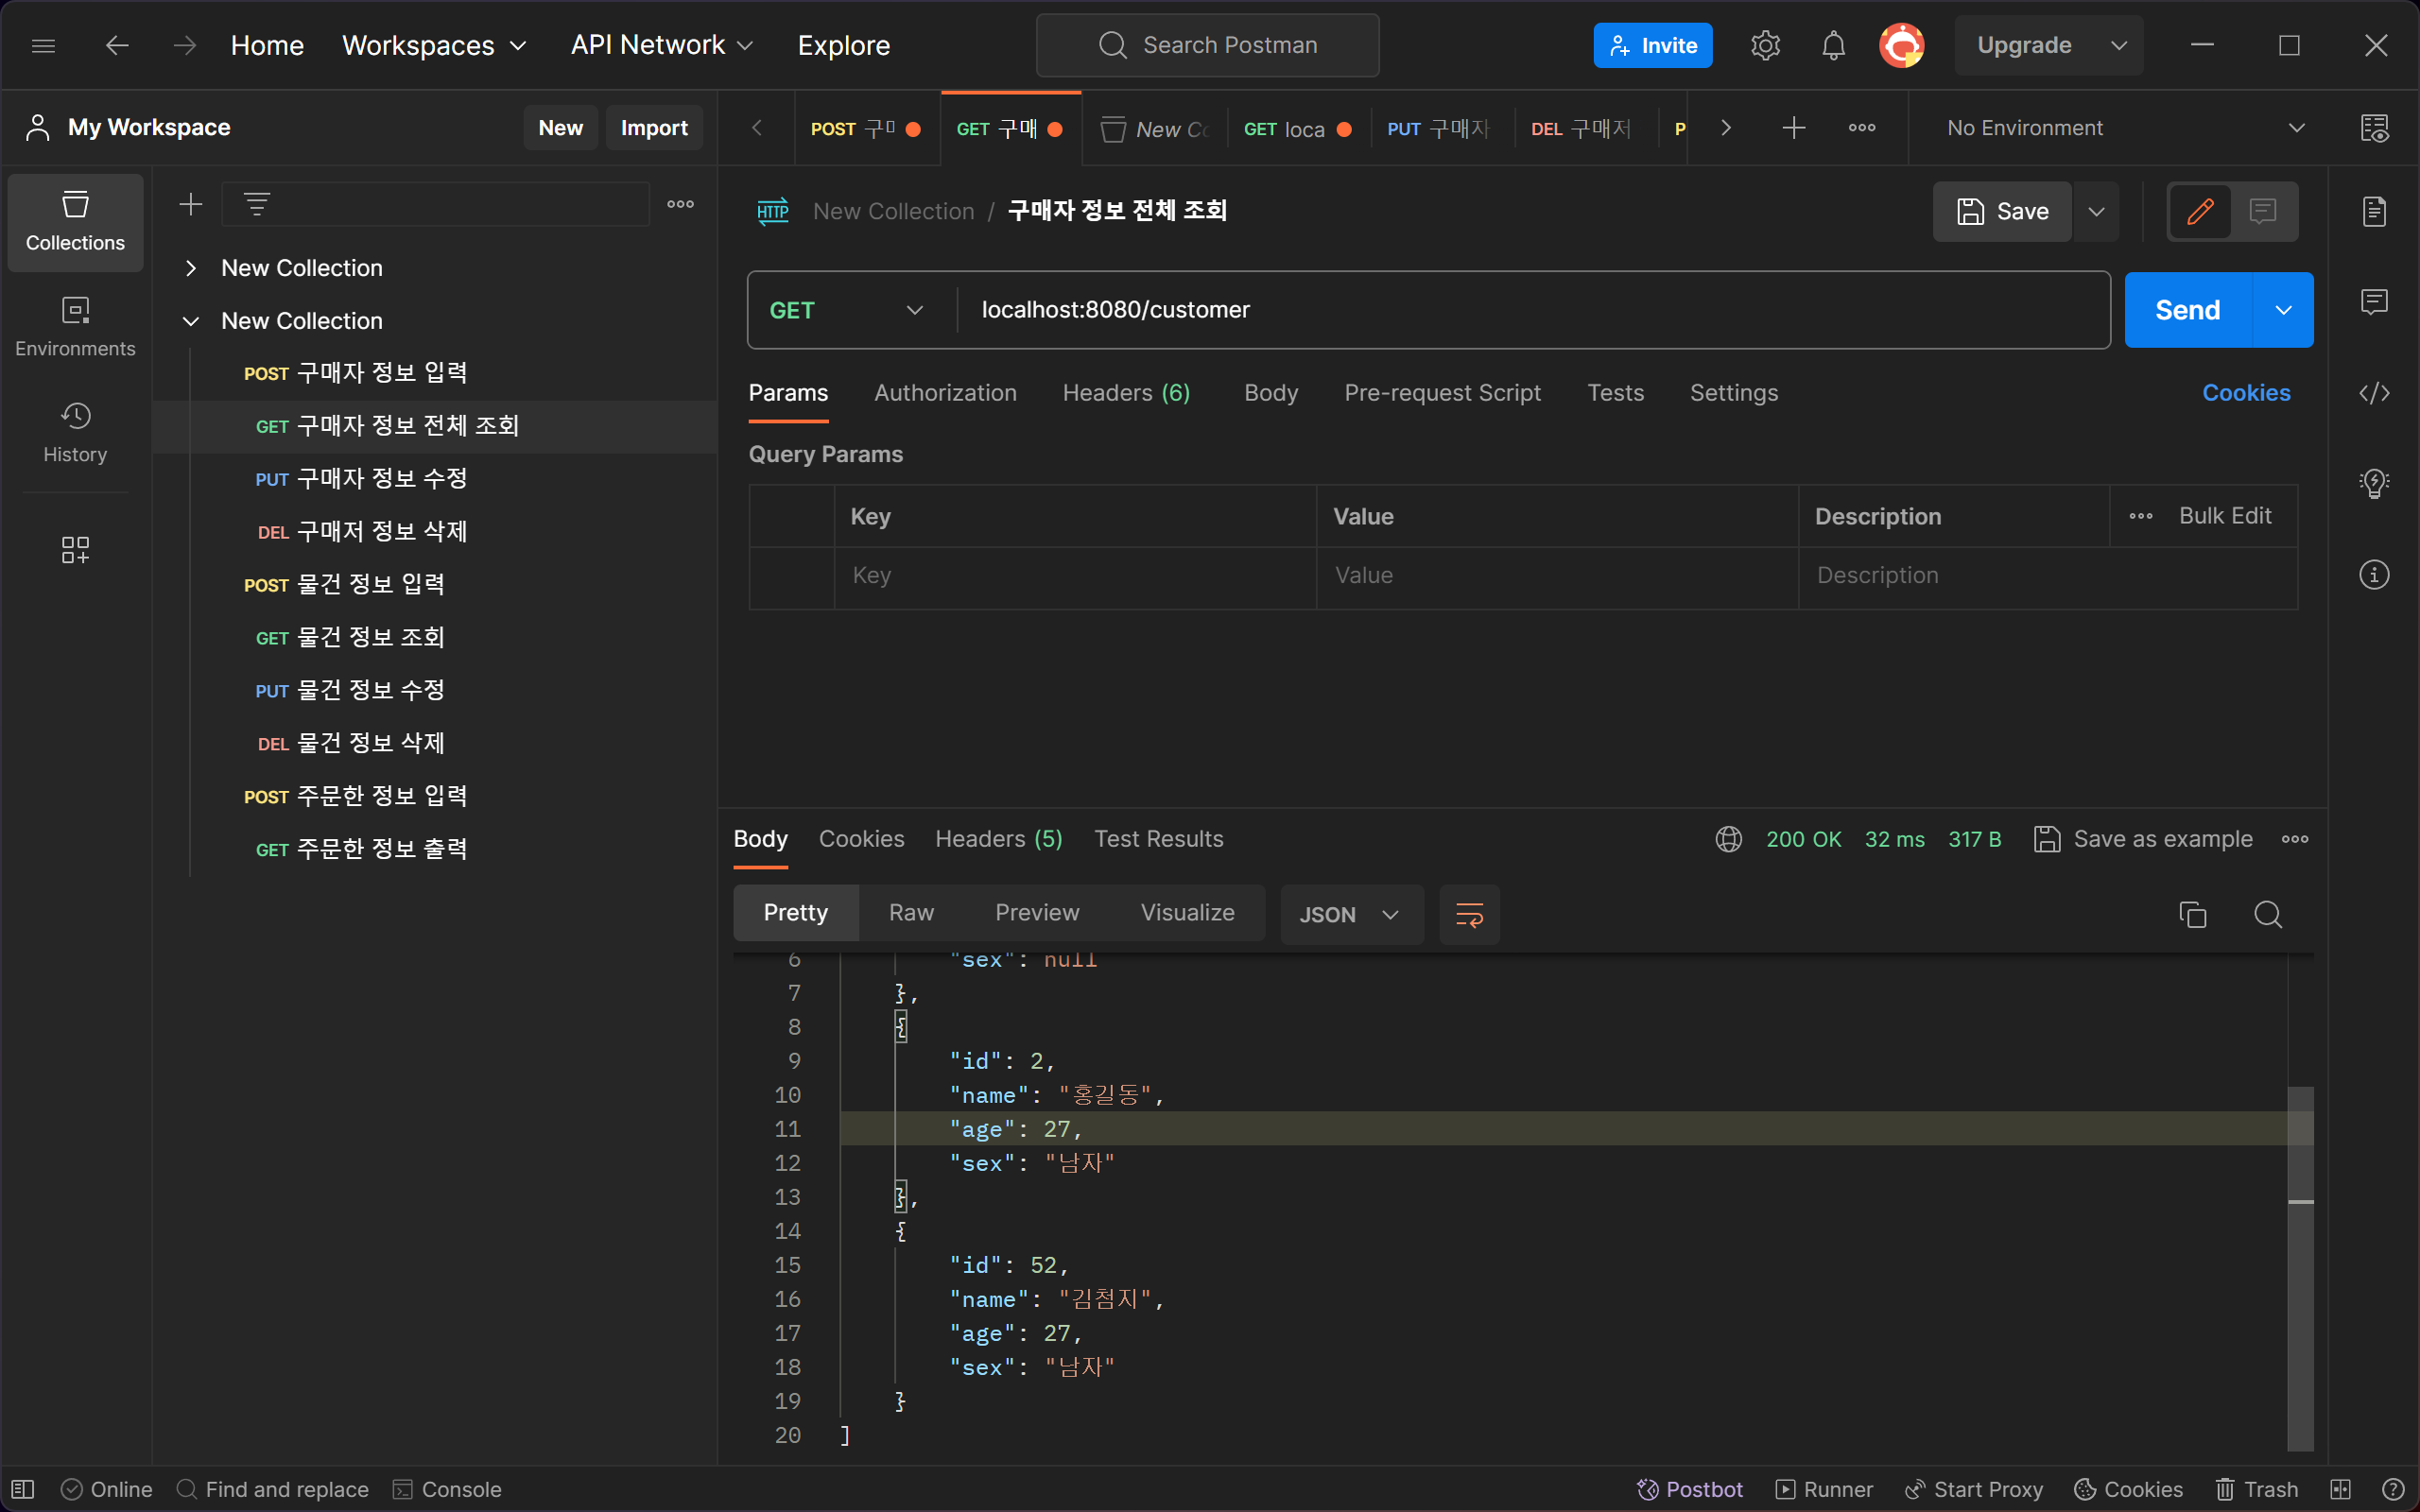 Home Workspaces API Network Explore Search Postman Invite Upgrade
My Workspace New Import POST 구 GET 구매 New Co GET loca PUT 구매자 DEL 구매저 P No Environment
Collections
Environments
History
New Collection
New Collection
POST 구매자 정보 입력
GET 구매자 정보 전체 조회
PUT 구매자 정보 수정
DEL 구매저 정보 삭제
POST 물건 정보 입력
GET 물건 정보 조회
PUT 물건 정보 수정
DEL 물건 정보 삭제
POST 주문한 정보 입력
GET 주문한 정보 출력
HTTP New Collection / 구매자 정보 전체 조회 Save
GET localhost:8080/customer Send
Params Authorization Headers (6) Body Pre-request Script Tests Settings Cookies
Query Params
Key Value Description Bulk Edit
Key Value Description
Body Cookies Headers (5) Test Results 200 OK 32 ms 317 B Save as example
Pretty Raw Preview Visualize JSON
6 "sex": null
7 },
8 {
9 "id": 2,
10 "name": "홍길동",
11 "age": 27,
12 "sex": "남자"
13 },
14 {
15 "id": 52,
16 "name": "김첨지",
17 "age": 27,
18 "sex": "남자"
19 }
20 ]
Online Find and replace Console Postbot Runner Start Proxy Cookies Trash